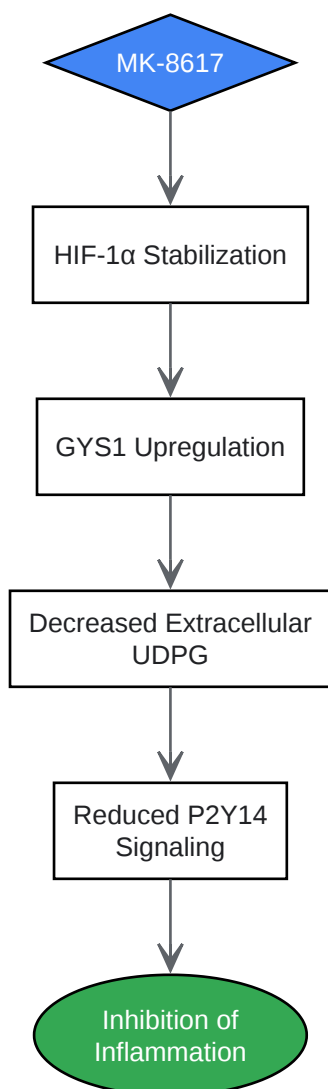 MK-8617
HIF-1α Stabilization
GYS1 Upregulation
Decreased Extracellular
UDPG
Reduced P2Y14
Signaling
Inhibition of
Inflammation